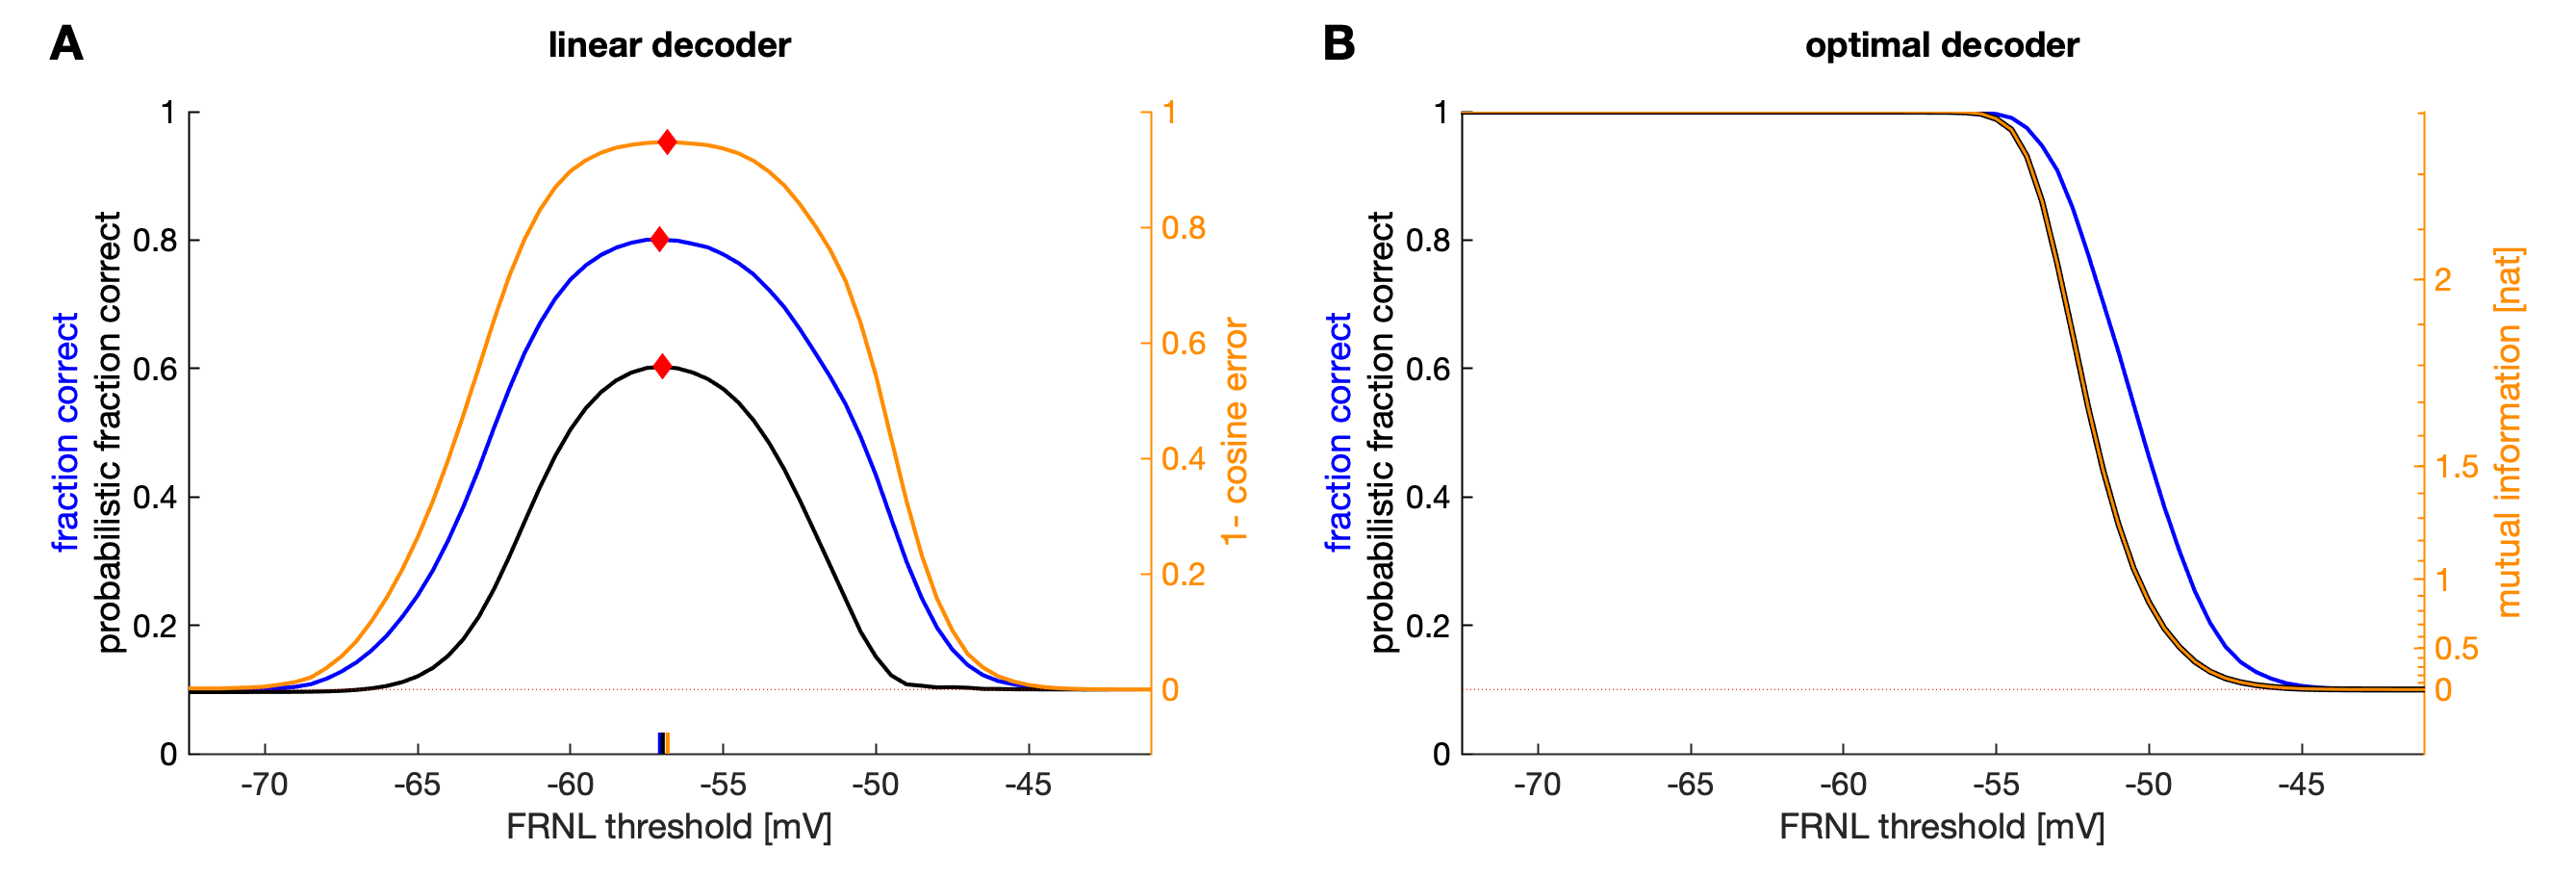 A
linear decoder
fraction correct
probabilistic fraction correct
1
0.8
0.6
0.4
0.2
0
1
0.8
0.6
0.4
0.2
0
1- cosine error
-70 -65 -60 -55 -50 -45
FRNL threshold [mV]
B
optimal decoder
fraction correct
probabilistic fraction correct
1
0.8
0.6
0.4
0.2
0
2
1.5
1
0.5
0
mutual information [nat]
-70 -65 -60 -55 -50 -45
FRNL threshold [mV]